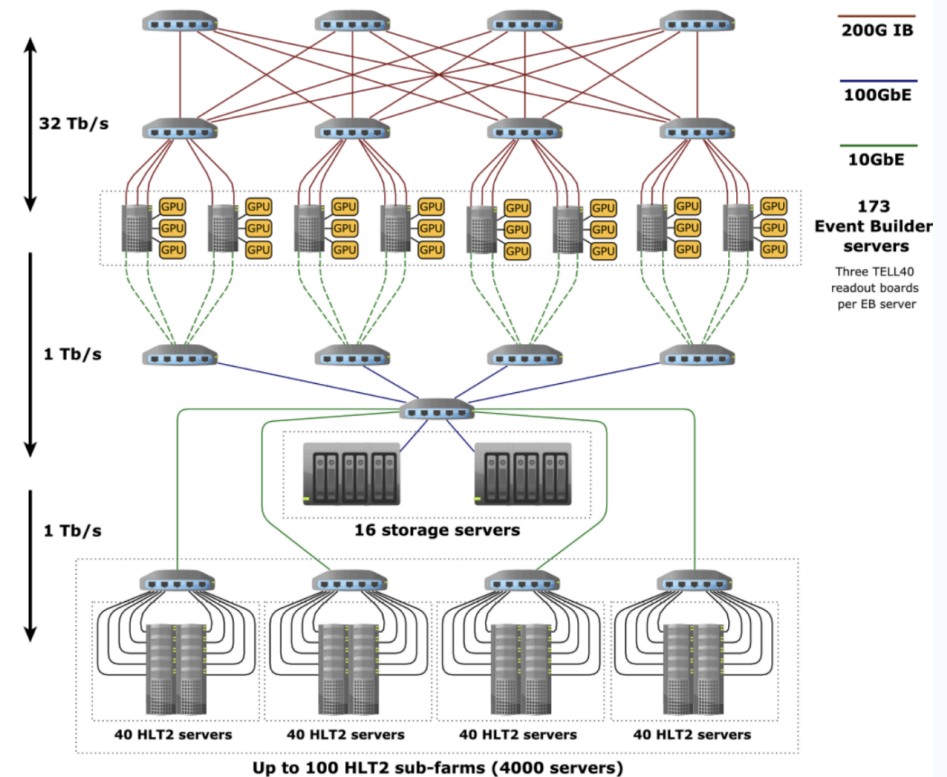 200G IB
100GbE
10GbE
32 Tb/s
GPU GPU GPU GPU GPU GPU GPU GPU
GPU GPU GPU GPU GPU GPU GPU GPU
GPU GPU GPU GPU GPU GPU GPU GPU
173
Event Builder
servers
Three TELL40
readout boards
per EB server
1 Tb/s
16 storage servers
1 Tb/s
40 HLT2 servers 40 HLT2 servers 40 HLT2 servers 40 HLT2 servers
Up to 100 HLT2 sub-farms (4000 servers)